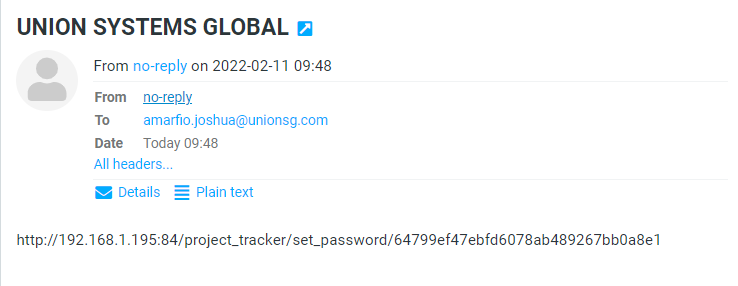 UNION SYSTEMS GLOBAL
From no-reply on 2022-02-11 09:48
From no-reply
To amarfio.joshua@unionsg.com
Date Today 09:48
All headers...
Details Plain text
http://192.168.1.195:84/project_tracker/set_password/64799ef47ebfd6078ab489267bb0a8e1